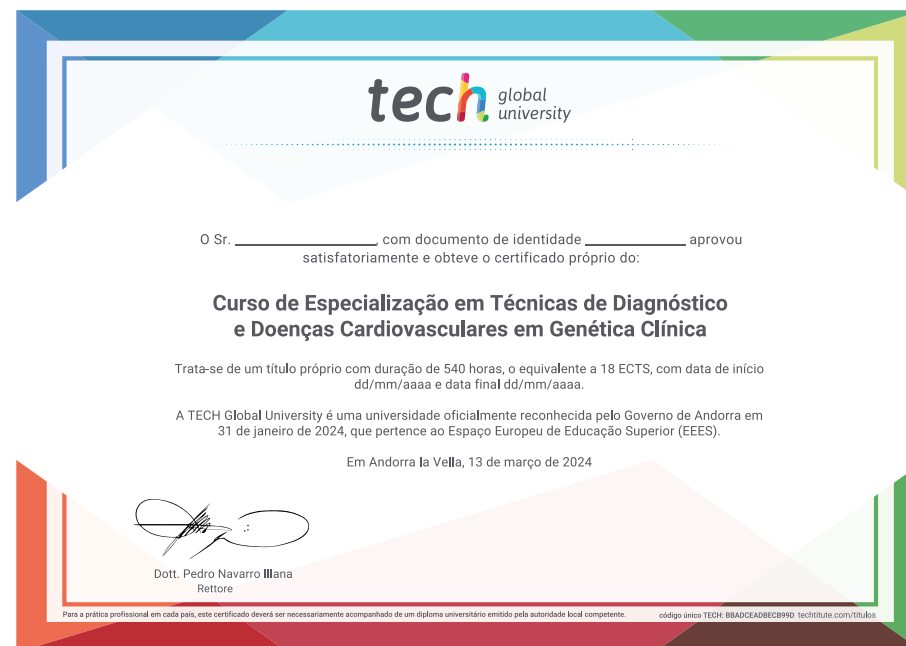 tech global university
O Sr. ________________, com documento de identidade ____________ aprovou
satisfatoriamente e obteve o certificado próprio do:
Curso de Especialização em Técnicas de Diagnóstico
e Doenças Cardiovasculares em Genética Clínica
Trata-se de um título próprio com duração de 540 horas, o equivalente a 18 ECTS, com data de início
dd/mm/aaaa e data final dd/mm/aaaa.
A TECH Global University é uma universidade oficialmente reconhecida pelo Governo de Andorra em
31 de janeiro de 2024, que pertence ao Espaço Europeu de Educação Superior (EEES).
Em Andorra la Vella, 13 de março de 2024
Dott. Pedro Navarro Illana
Rettore
Para a prática profissional em cada país, este certificado deverá ser necessariamente acompanhado de um diploma universitário emitido pela autoridade local competente.
código único TECH: BBADCEADBECB99D techtitute.com/titulos